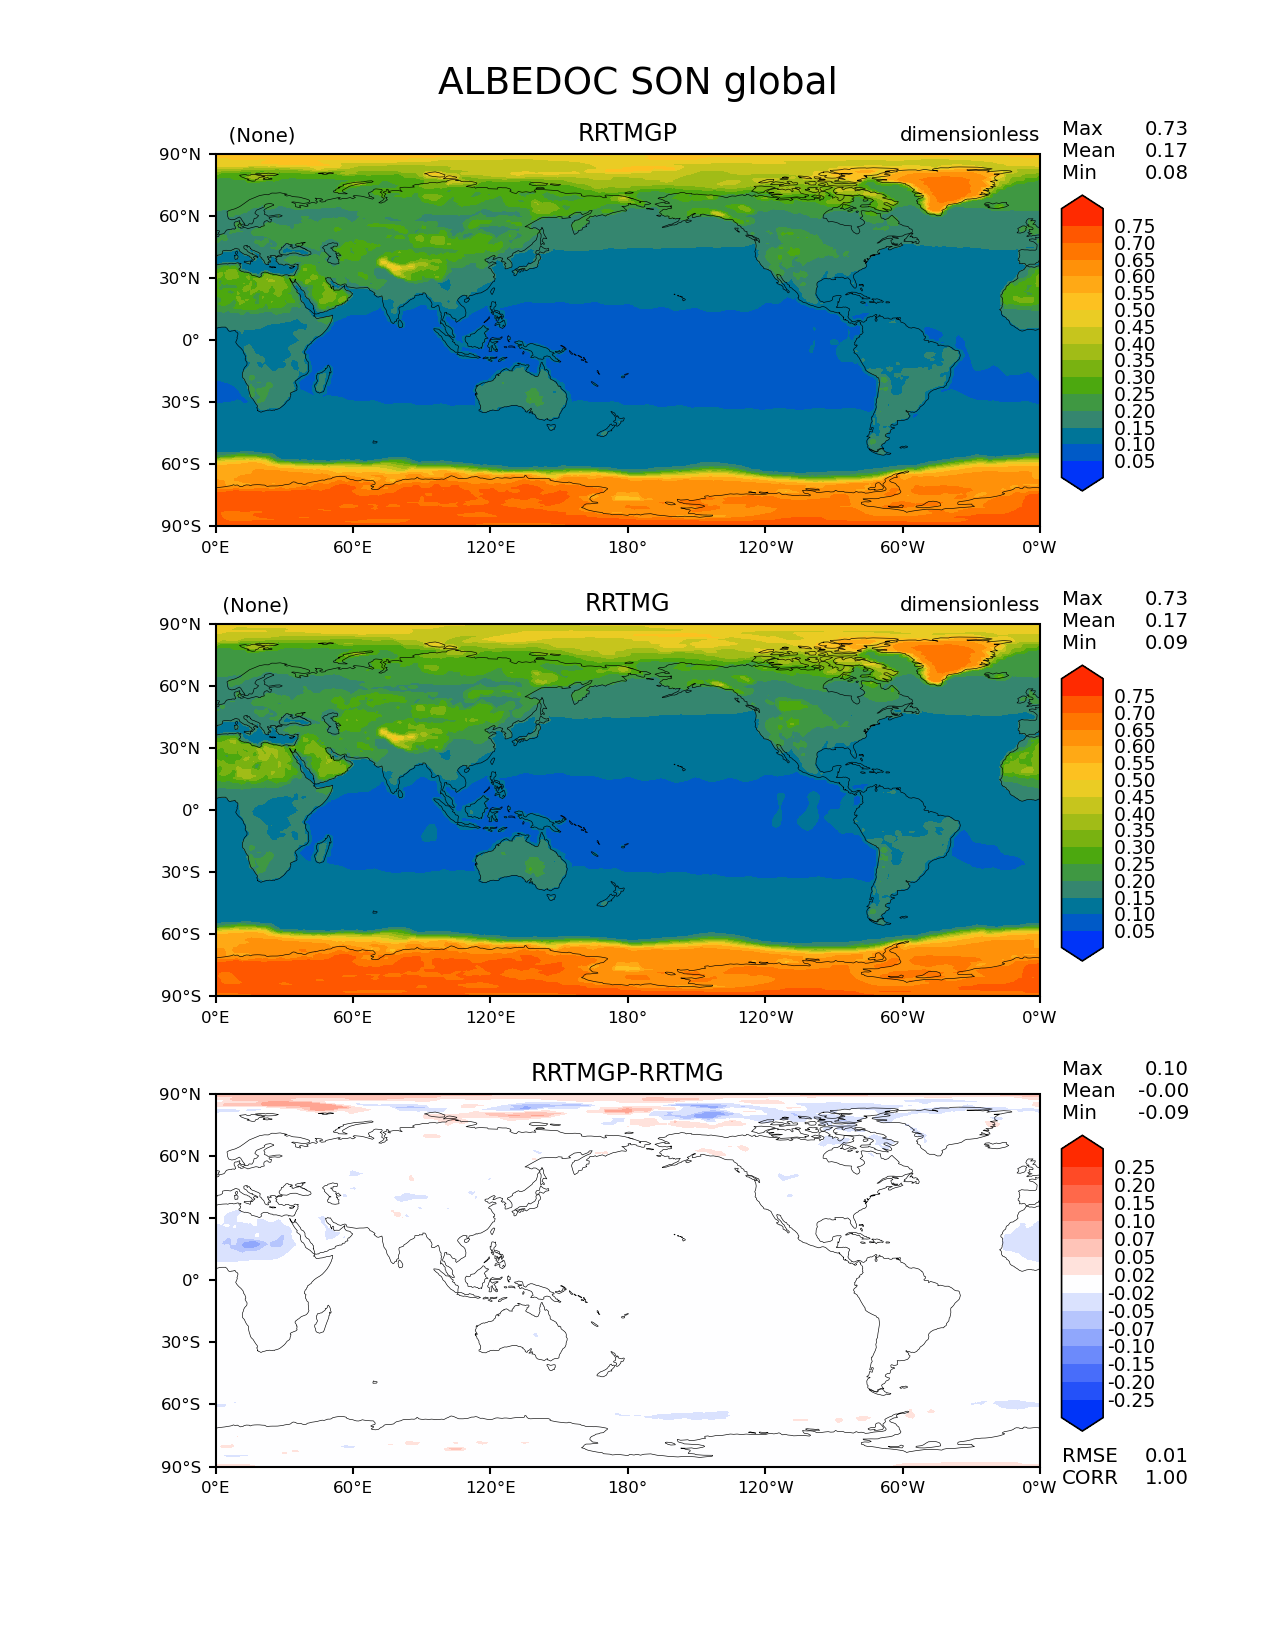 ALBEDOC SON global
(None) RRTMGP dimensionless
Max 0.73
Mean 0.17
Min 0.08
90°N
60°N
30°N
0°
30°S
60°S
90°S
0°E 60°E 120°E 180° 120°W 60°W 0°W
0.75
0.70
0.65
0.60
0.55
0.50
0.45
0.40
0.35
0.30
0.25
0.20
0.15
0.10
0.05
(None) RRTMG dimensionless
Max 0.73
Mean 0.17
Min 0.09
90°N
60°N
30°N
0°
30°S
60°S
90°S
0°E 60°E 120°E 180° 120°W 60°W 0°W
0.75
0.70
0.65
0.60
0.55
0.50
0.45
0.40
0.35
0.30
0.25
0.20
0.15
0.10
0.05
RRTMGP-RRTMG
Max 0.10
Mean -0.00
Min -0.09
90°N
60°N
30°N
0°
30°S
60°S
90°S
0°E 60°E 120°E 180° 120°W 60°W 0°W
0.25
0.20
0.15
0.10
0.07
0.05
0.02
-0.02
-0.05
-0.07
-0.10
-0.15
-0.20
-0.25
RMSE 0.01
CORR 1.00